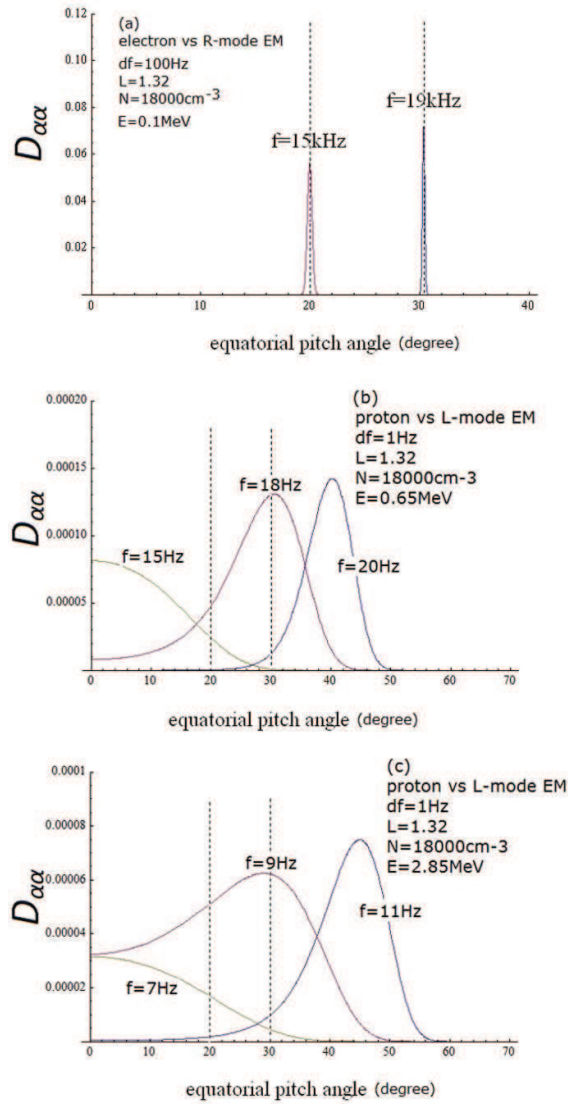 (a)
electron vs R-mode EM
df=100Hz
L=1.32
N=18000cm-3
E=0.1MeV
f=15kHz
f=19kHz
Dαα
0.12
0.10
0.08
0.06
0.04
0.02
0 10 20 30 40
equatorial pitch angle (degree)
(b)
proton vs L-mode EM
df=1Hz
L=1.32
N=18000cm-3
E=0.65MeV
f=15Hz
f=18Hz
f=20Hz
Dαα
0.00020
0.00015
0.00010
0.00005
0 10 20 30 40 50 60 70
equatorial pitch angle (degree)
(c)
proton vs L-mode EM
df=1Hz
L=1.32
N=18000cm-3
E=2.85MeV
f=7Hz
f=9Hz
f=11Hz
Dαα
0.0001
0.00008
0.00006
0.00004
0.00002
0 10 20 30 40 50 60 70
equatorial pitch angle (degree)